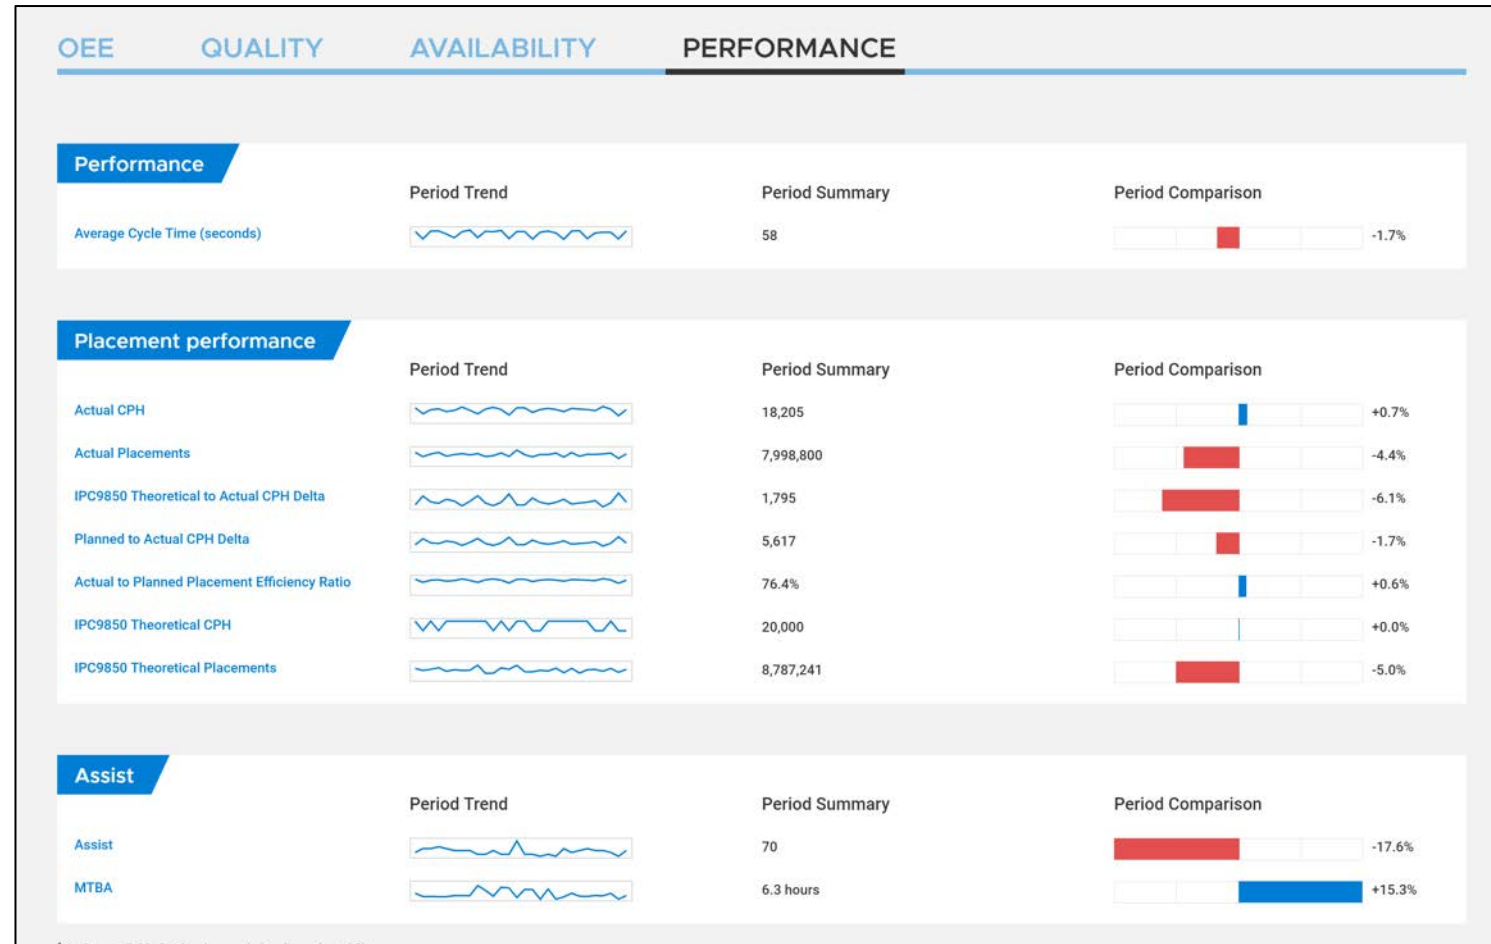 OEE QUALITY AVAILABILITY PERFORMANCE
Performance
Period Trend Period Summary Period Comparison
Average Cycle Time (seconds) 58 -1.7%
Placement performance
Period Trend Period Summary Period Comparison
Actual CPH 18,205 +0.7%
Actual Placements 7,998,800 -4.4%
IPC9850 Theoretical to Actual CPH Delta 1,795 -6.1%
Planned to Actual CPH Delta 5,617 -1.7%
Actual to Planned Placement Efficiency Ratio 76.4% +0.6%
IPC9850 Theoretical CPH 20,000 +0.0%
IPC9850 Theoretical Placements 8,787,241 -5.0%
Assist
Period Trend Period Summary Period Comparison
Assist 70 -17.6%
MTBA 6.3 hours +15.3%